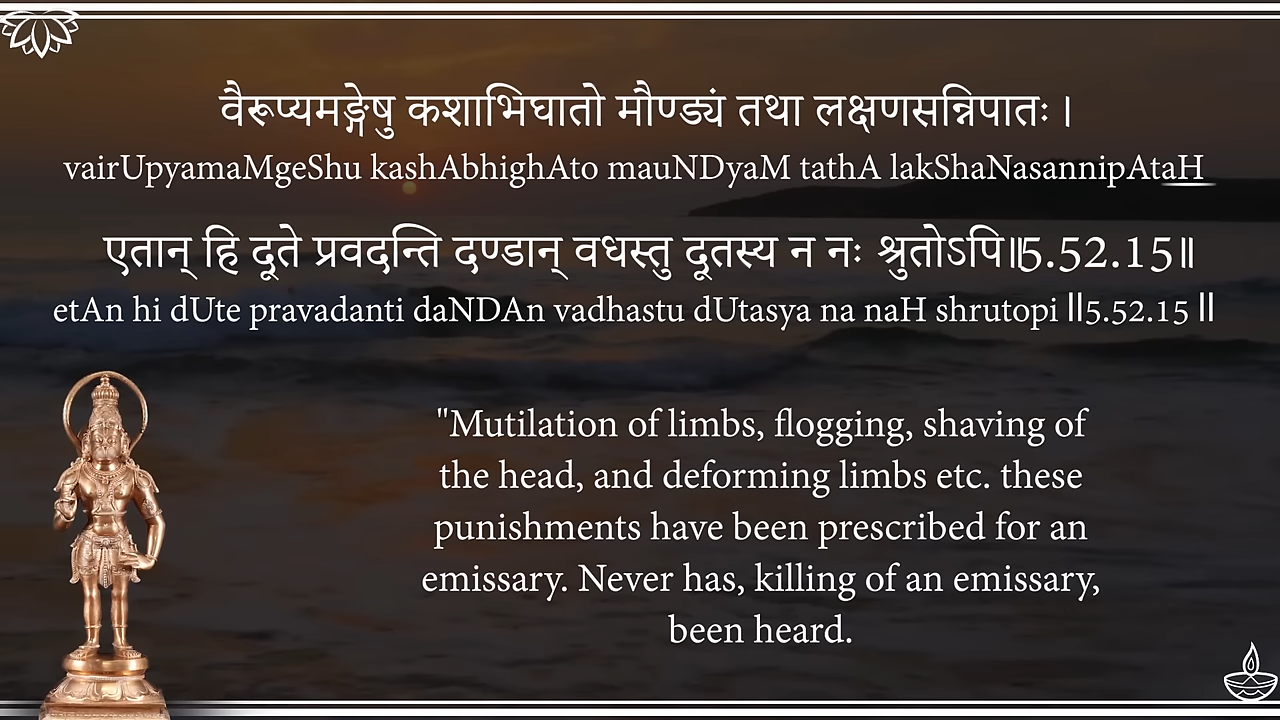 वैरूप्यमङ्गेषु कशाभिघातो मौण्ड्यं तथा लक्षणसन्निपातः ।
vairUpyamaMgeShu kashAbhighAto mauNDyaM tathA lakShaNasannipAtaH
एतान् हि दूते प्रवदन्ति दण्डान् वधस्तु दूतस्य न नः श्रुतोऽपि॥5.52.15॥
etAn hi dUte pravadanti daNDAn vadhastu dUtasya na naH shrutopi ||5.52.15 ||
"Mutilation of limbs, flogging, shaving of
the head, and deforming limbs etc. these
punishments have been prescribed for an
emissary. Never has, killing of an emissary,
been heard.